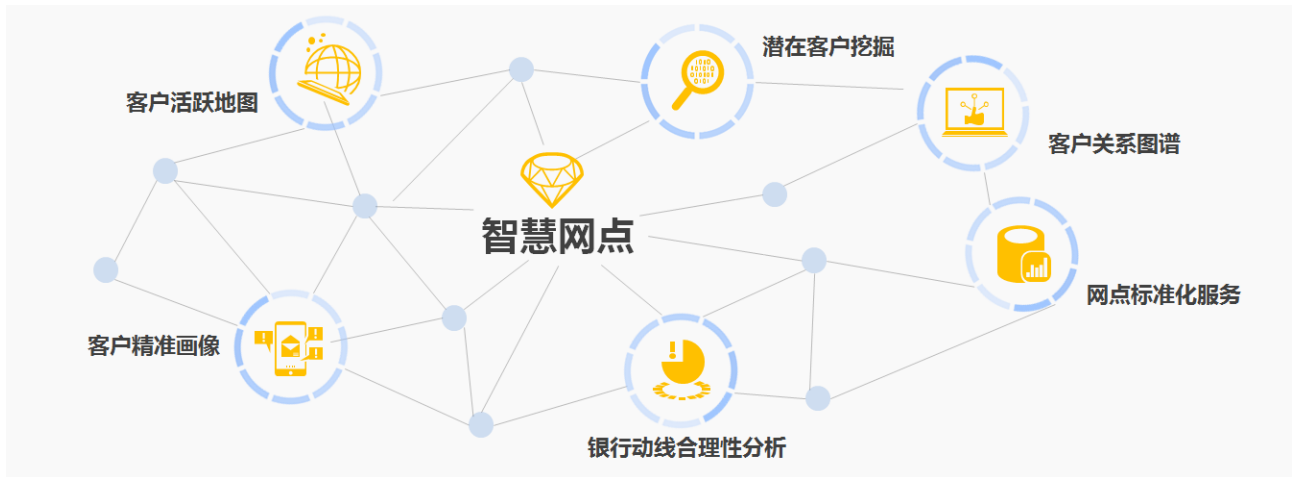 潜在客户挖掘
客户活跃地图
客户关系图谱
智慧网点
网点标准化服务
客户精准画像
银行动线合理性分析